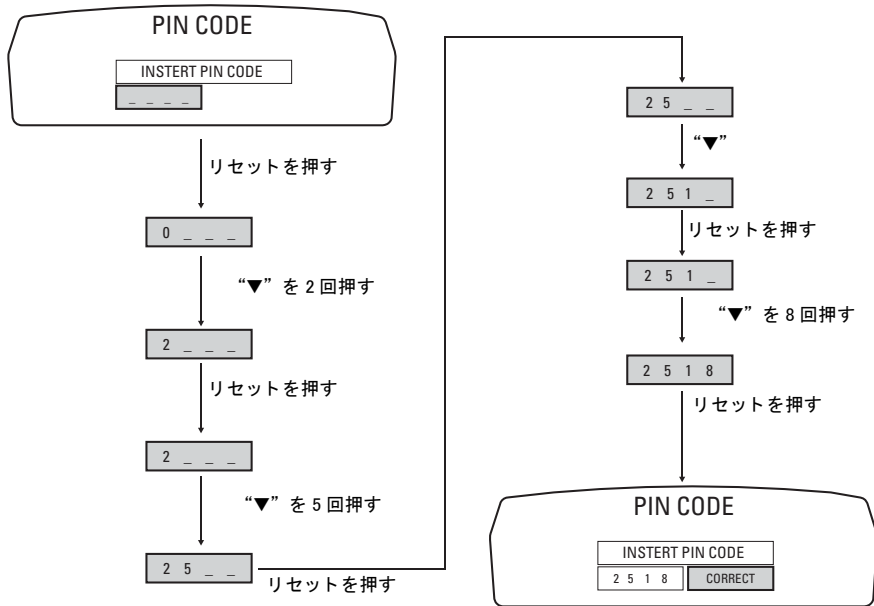 PIN CODE
INSTERT PIN CODE
_ _ _ _
リセットを押す
0 _ _ _
“▼”を2回押す
2 _ _ _
リセットを押す
2 _ _ _
“▼”を5回押す
2 5 _ _
リセットを押す
2 5 _ _
“▼”
2 5 1 _
リセットを押す
2 5 1 _
“▼”を8回押す
2 5 1 8
リセットを押す
PIN CODE
INSTERT PIN CODE
2 5 1 8 CORRECT